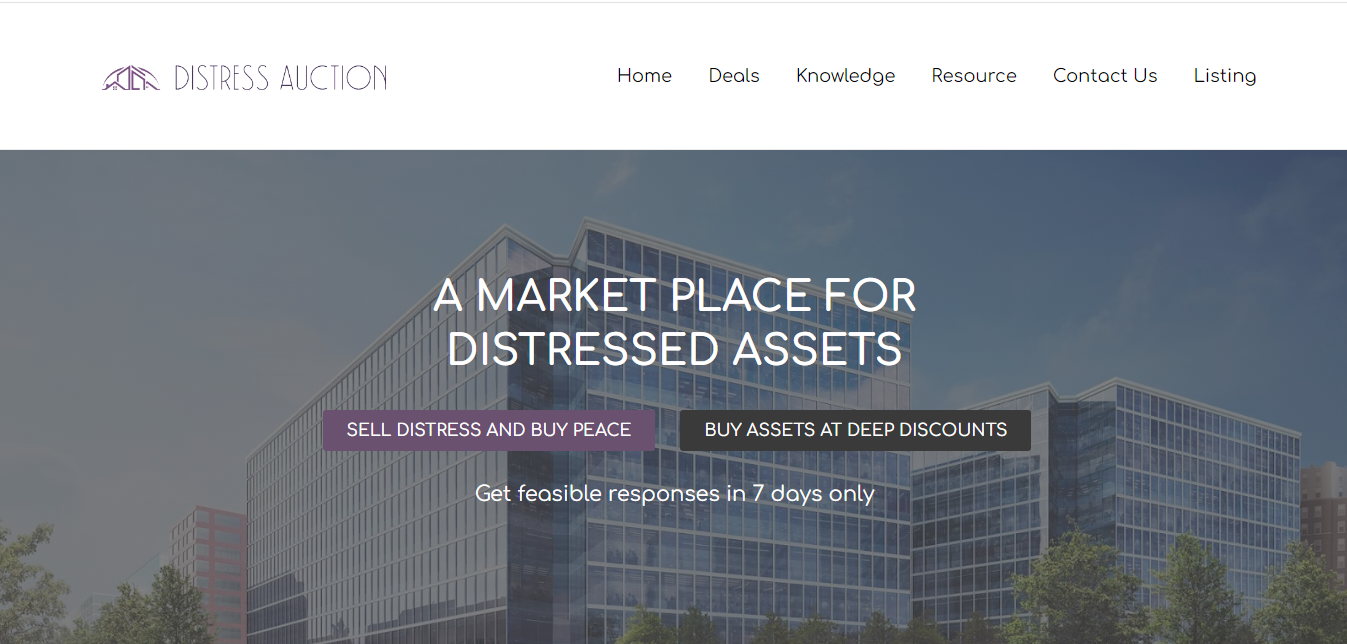 DISTRESS AUCTION
Home Deals Knowledge Resource Contact Us Listing
A MARKET PLACE FOR
DISTRESSED ASSETS
SELL DISTRESS AND BUY PEACE
BUY ASSETS AT DEEP DISCOUNTS
Get feasible responses in 7 days only